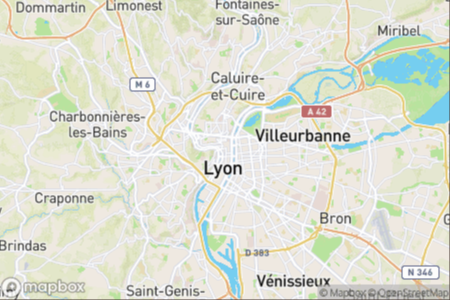 Dommartin
Limonest
Fontaines-
sur-Saône
Miribel
M 6
Caluire-
et-Cuire
A 42
Charbonnières-
les-Bains
Villeurbanne
Lyon
Craponne
Bron
Brindas
D 383
N 346
Saint-Genis-
Vénissieux
mapbox
© Mapbox © OpenStreetMap